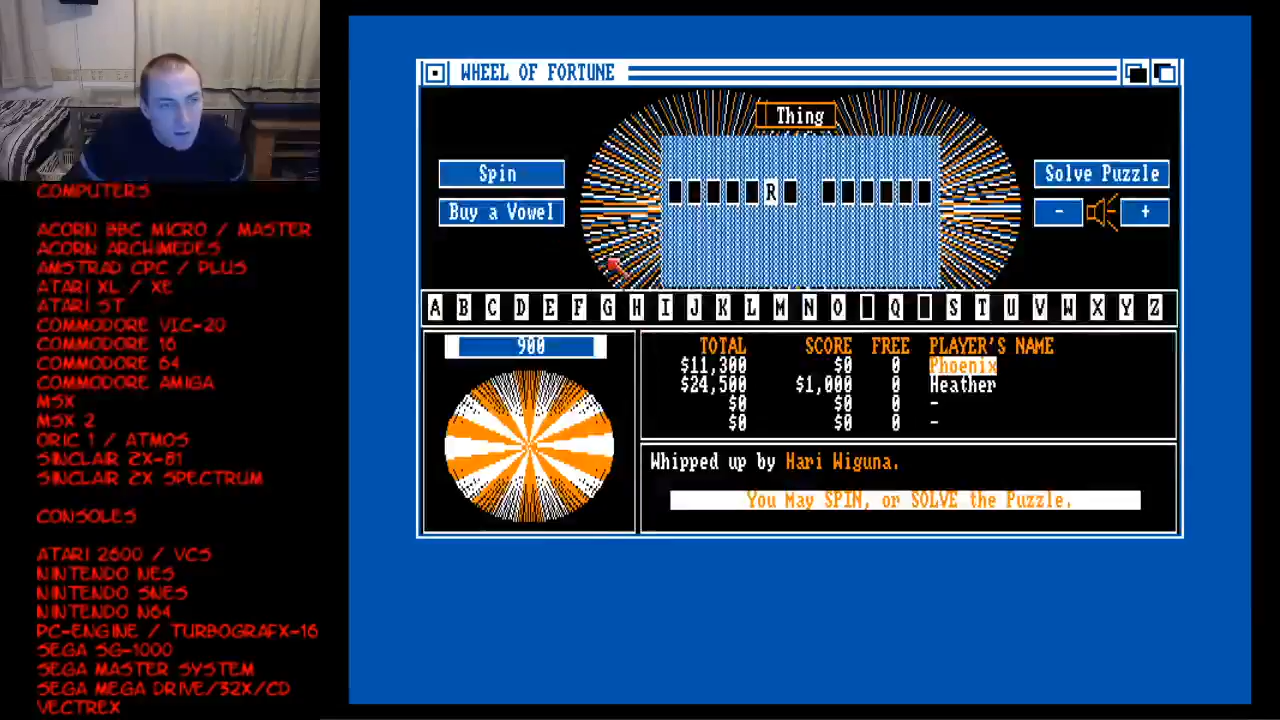 COMPUTERS
ACORN BBC MICRO / MASTER
ACORN ARCHIMEDES
AMSTRAD CPC / PLUS
ATARI XL / XE
ATARI ST
COMMODORE VIC-20
COMMODORE 16
COMMODORE 64
COMMODORE AMIGA
MSX
MSX 2
ORIC 1 / ATMOS
SINCLAIR ZX-81
SINCLAIR ZX SPECTRUM
CONSOLES
ATARI 2600 / VCS
NINTENDO NES
NINTENDO SNES
NINTENDO N64
PC-ENGINE / TURBOGRAFX-16
SEGA SG-1000
SEGA MASTER SYSTEM
SEGA MEGA DRIVE/32X/CD
VECTREX
WHEEL OF FORTUNE
Thing
Spin
Solve Puzzle
R
Buy a Vowel
- +
A B C D E F G H I J K L M N O Q S T U V W X Y Z
900
TOTAL SCORE FREE PLAYER'S NAME
$11,300 $0 0 Phoenix
$24,500 $1,000 0 Heather
$0 $0 0 -
$0 $0 0 -
Whipped up by Hari Wiguna.
You May SPIN, or SOLVE the Puzzle.